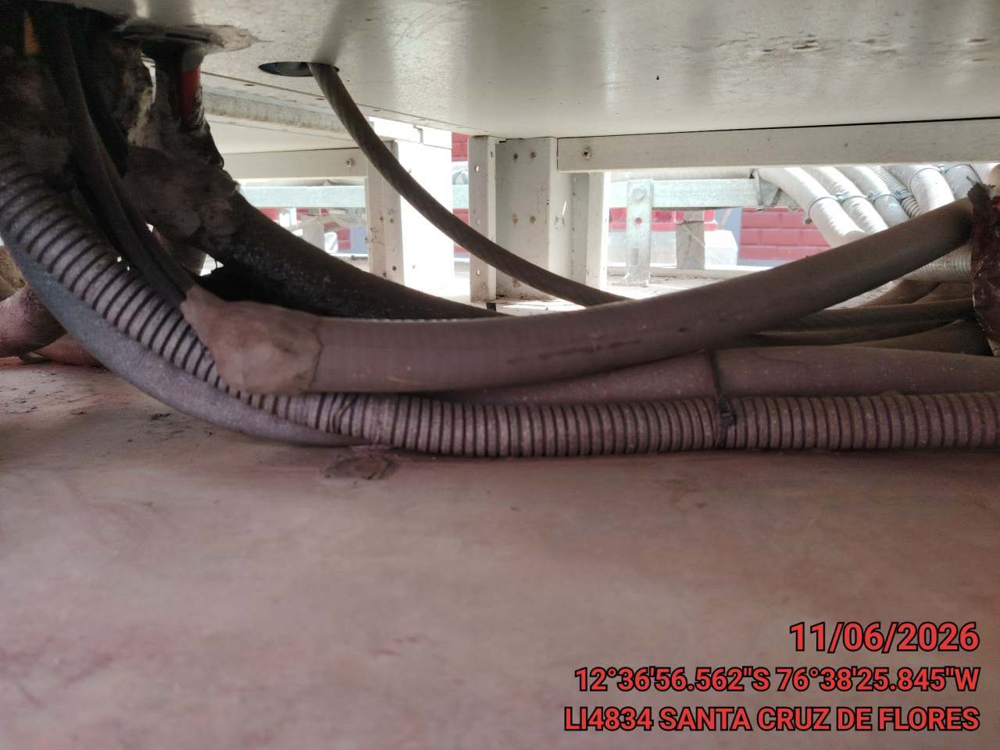 11/06/2026
12°36'56.562"S 76°38'25.845"W
LI4834 SANTA CRUZ DE FLORES